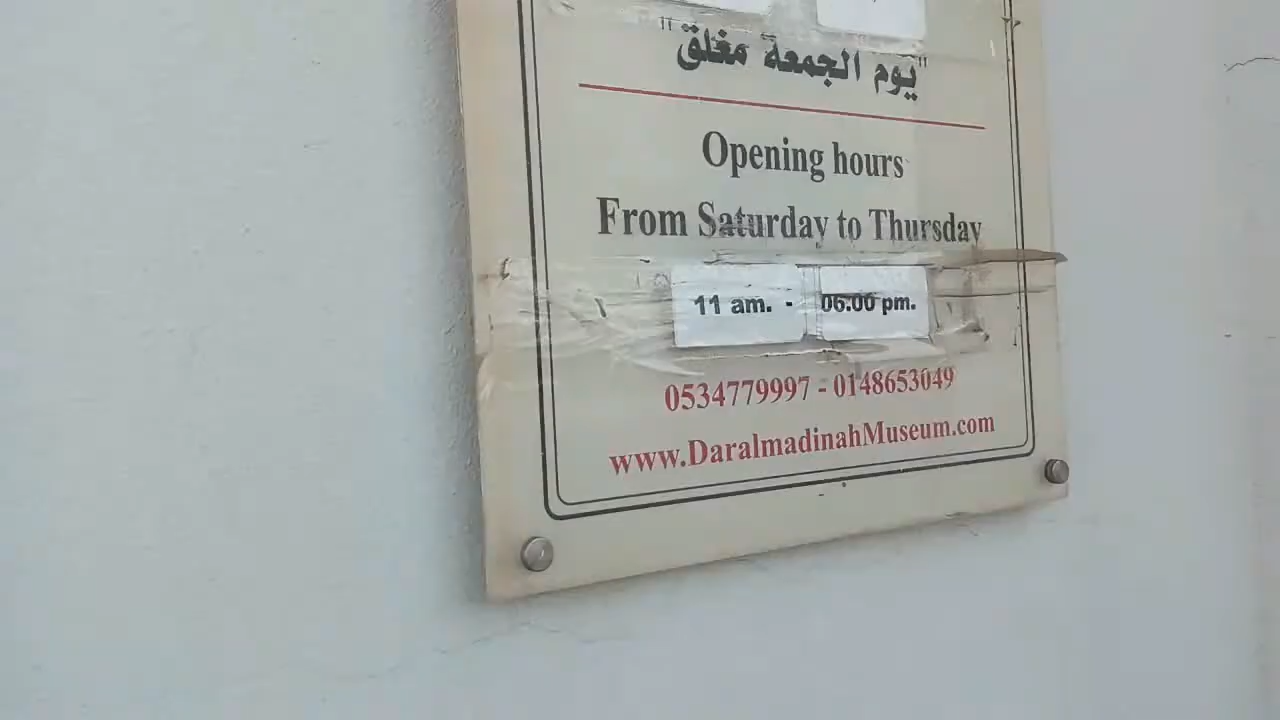 "يوم الجمعة مغلق"
Opening hours
From Saturday to Thursday
11 am. - 06.00 pm.
0534779997 - 0148653049
www.DaralmadinahMuseum.com